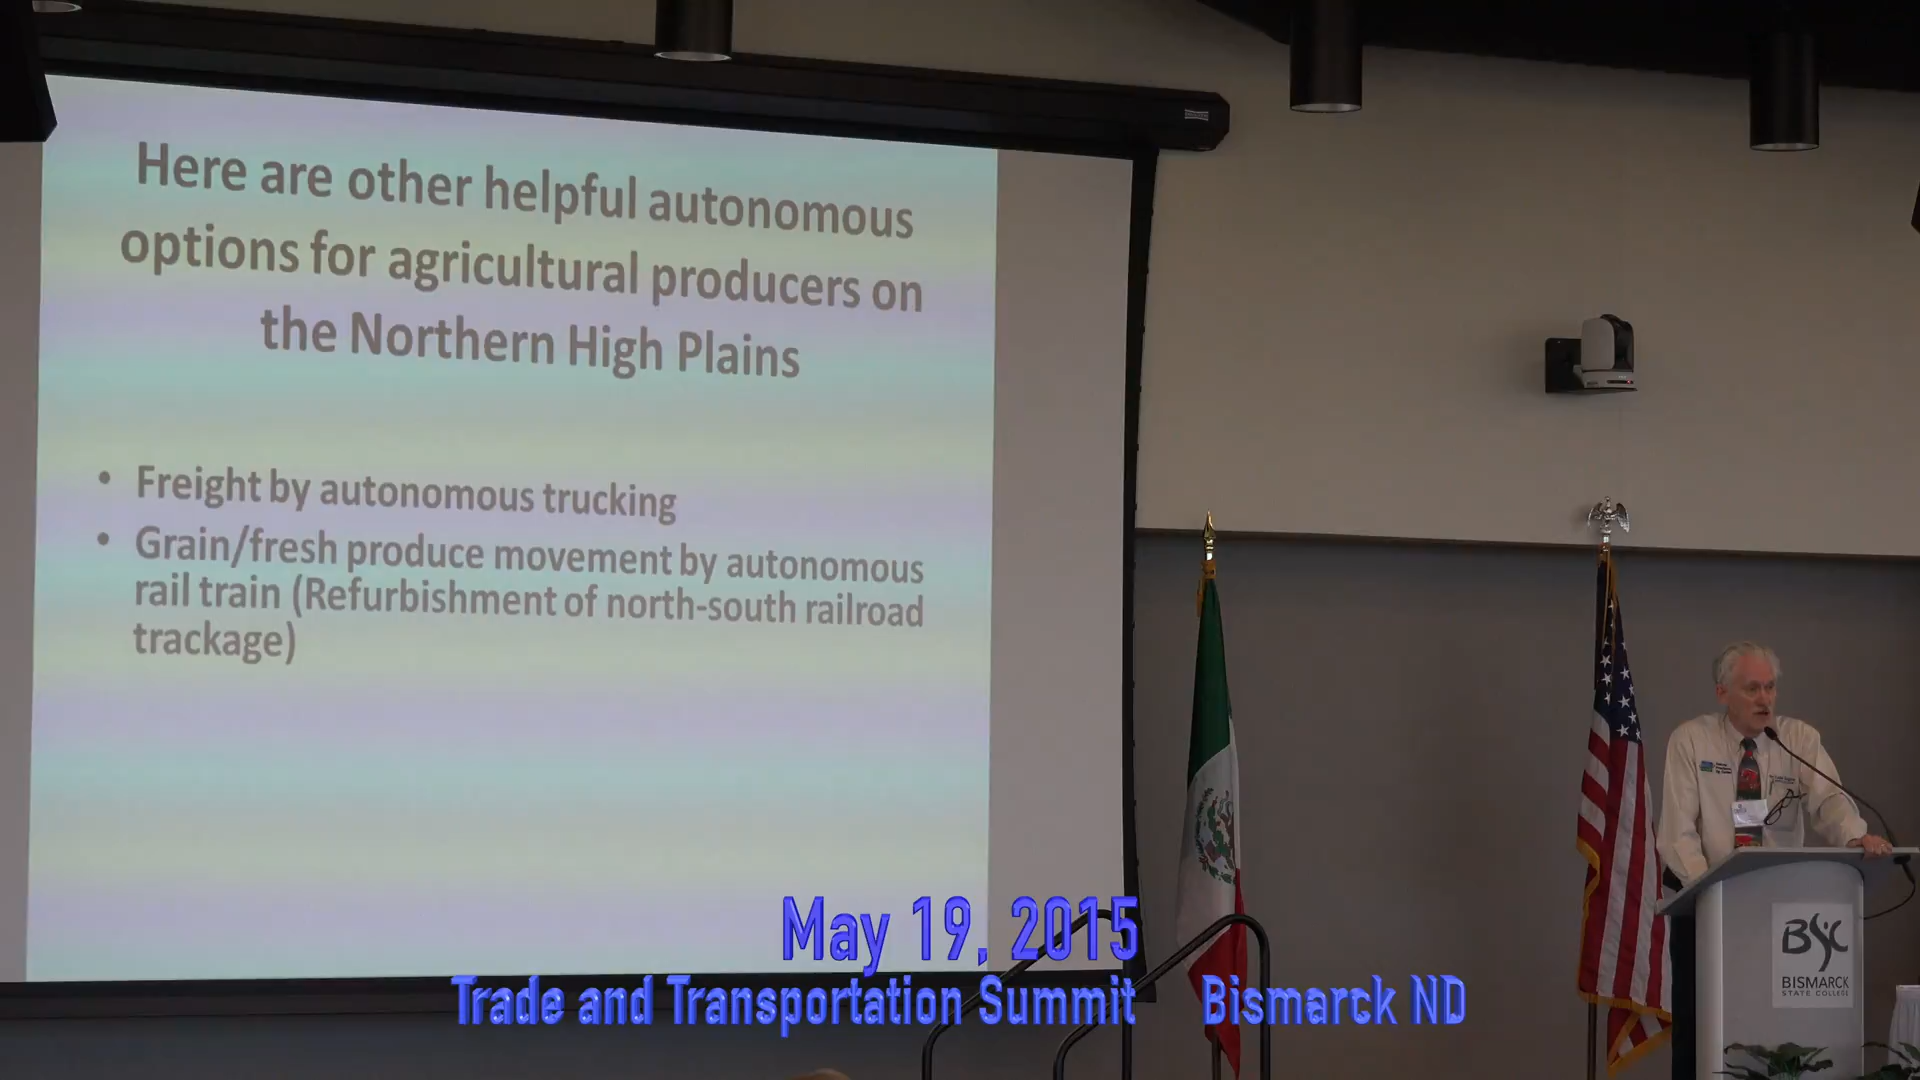 Here are other helpful autonomous
options for agricultural producers on
the Northern High Plains
• Freight by autonomous trucking
• Grain/fresh produce movement by autonomous
rail train (Refurbishment of north-south railroad
trackage)
May 19, 2015
Trade and Transportation Summit Bismarck ND
BSC
BISMARCK
STATE COLLEGE